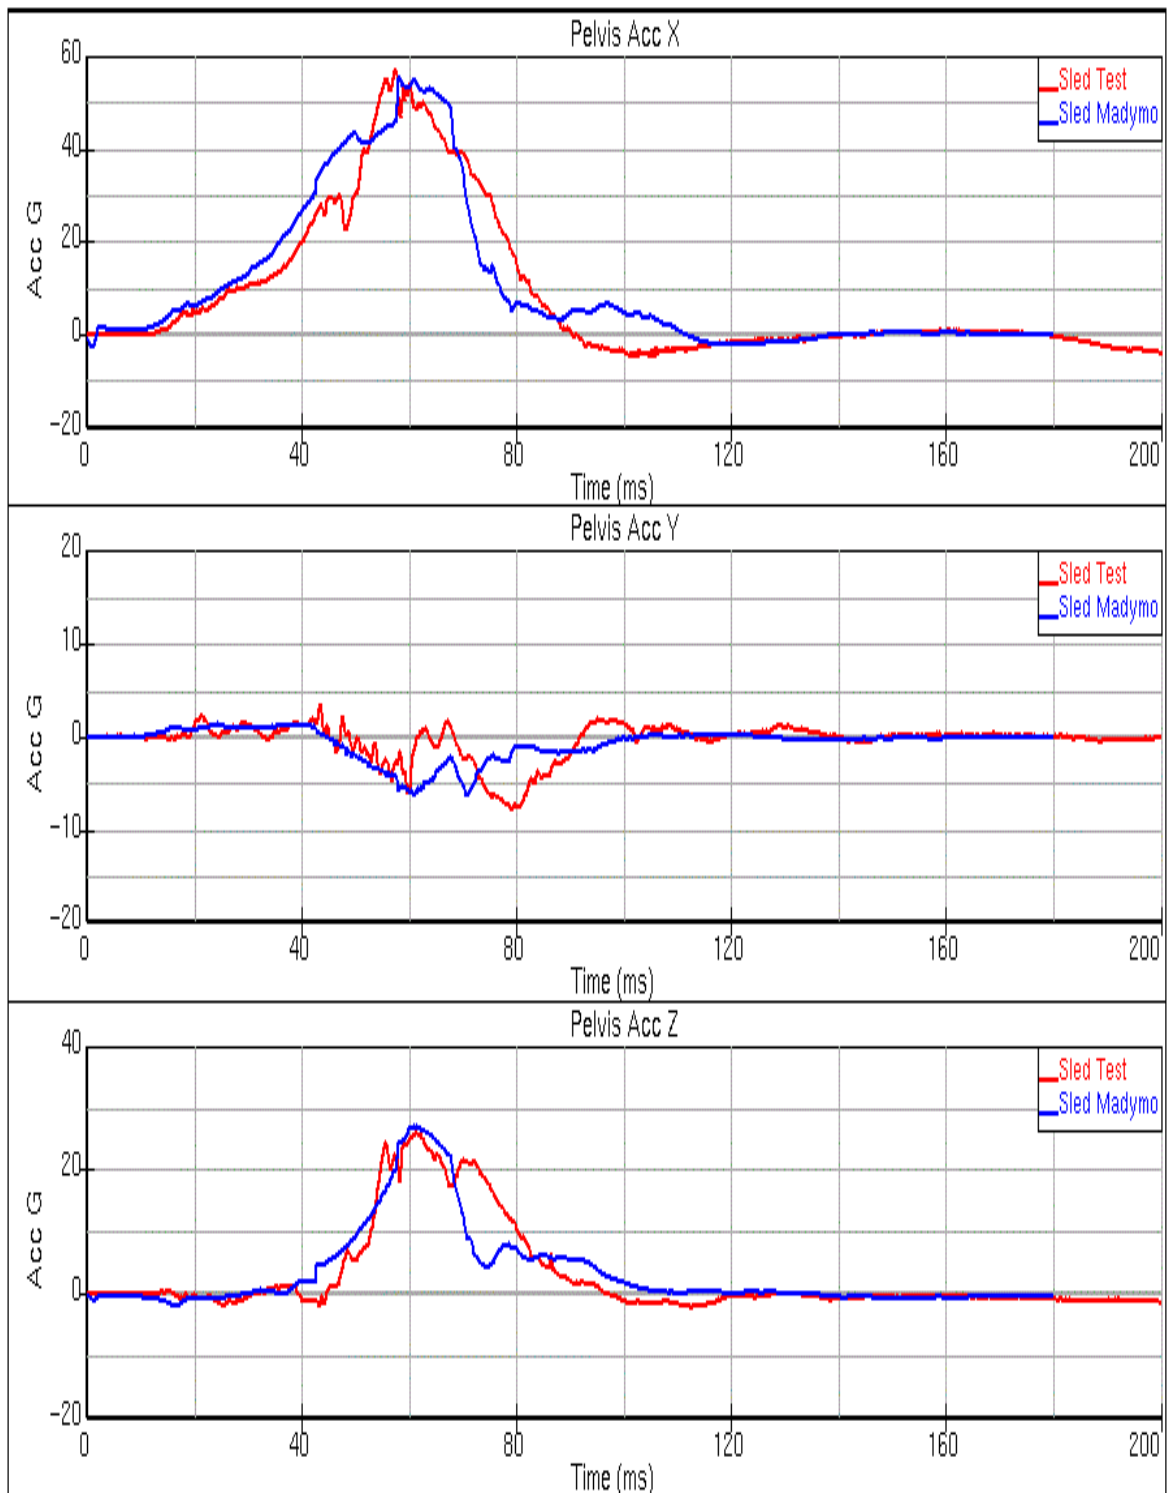 Pelvis Acc X
60
40
20
0
-20
Acc G
Sled Test
Sled Madymo
0 40 80 120 160 200
Time (ms)
Pelvis Acc Y
20
10
0
-10
-20
Acc G
Sled Test
Sled Madymo
0 40 80 120 160 200
Time (ms)
Pelvis Acc Z
40
20
0
-20
Acc G
Sled Test
Sled Madymo
0 40 80 120 160 200
Time (ms)